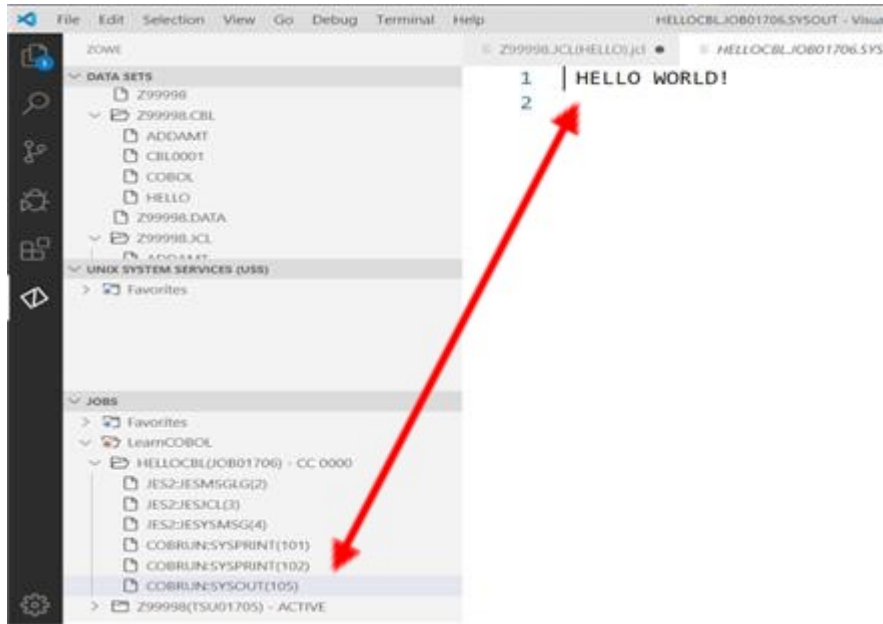 File Edit Selection View Go Debug Terminal Help HELLOCBL.JOB01706.SYSOUT - Visua
ZOWE
Z99998.JCL(HELLO).jcl HELLOCBL.JOB01706.SYS
DATA SETS
Z99998
Z99998.CBL
ADDAMT
CBL0001
COBOL
HELLO
Z99998.DATA
Z99998.JCL
ADDAMT
UNIX SYSTEM SERVICES (USS)
Favorites
JOBS
Favorites
LearnCOBOL
HELLOCBL(JOB01706) - CC 0000
JES2:JESMSGLG(2)
JES2:JESJCL(3)
JES2:JESYSMSG(4)
COBRUN:SYSPRINT(101)
COBRUN:SYSPRINT(102)
COBRUN:SYSOUT(105)
Z99998(TSU01705) - ACTIVE
1 HELLO WORLD!
2